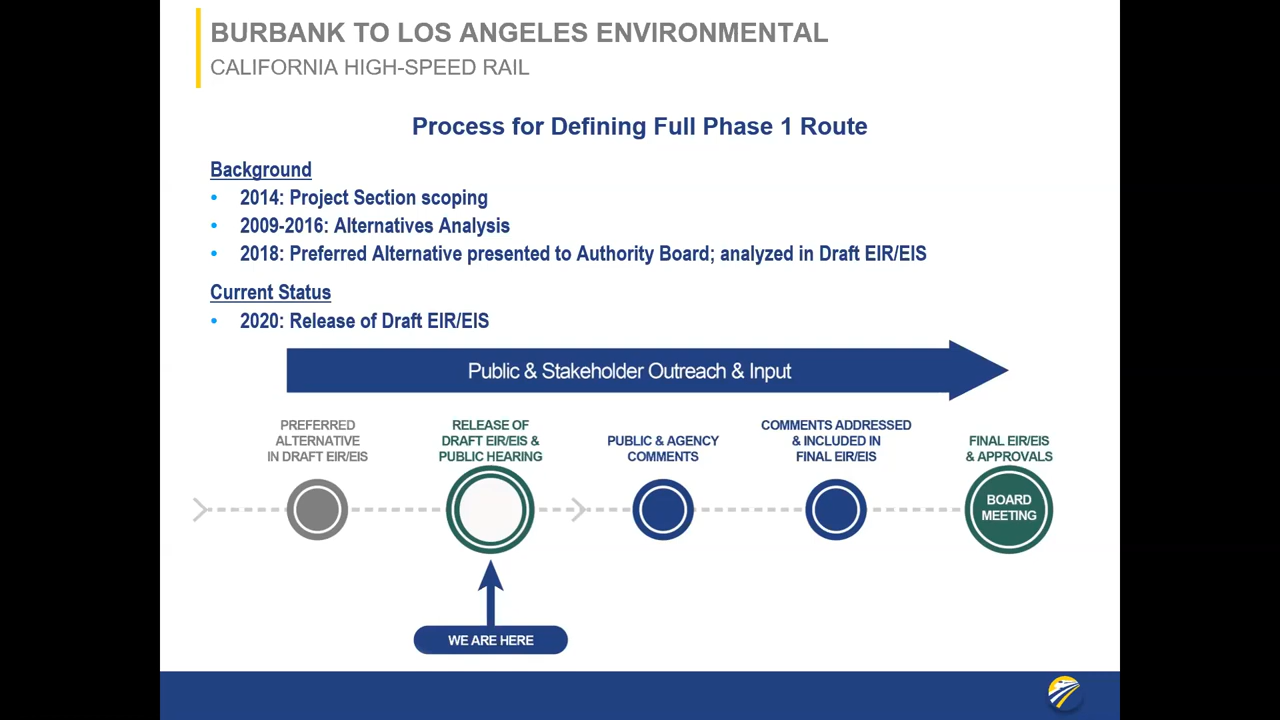 BURBANK TO LOS ANGELES ENVIRONMENTAL
CALIFORNIA HIGH-SPEED RAIL
Process for Defining Full Phase 1 Route
Background
• 2014: Project Section scoping
• 2009-2016: Alternatives Analysis
• 2018: Preferred Alternative presented to Authority Board; analyzed in Draft EIR/EIS
Current Status
• 2020: Release of Draft EIR/EIS
Public & Stakeholder Outreach & Input
PREFERRED
ALTERNATIVE
IN DRAFT EIR/EIS
RELEASE OF
DRAFT EIR/EIS &
PUBLIC HEARING
PUBLIC & AGENCY
COMMENTS
COMMENTS ADDRESSED
& INCLUDED IN
FINAL EIR/EIS
FINAL EIR/EIS
& APPROVALS
BOARD
MEETING
WE ARE HERE